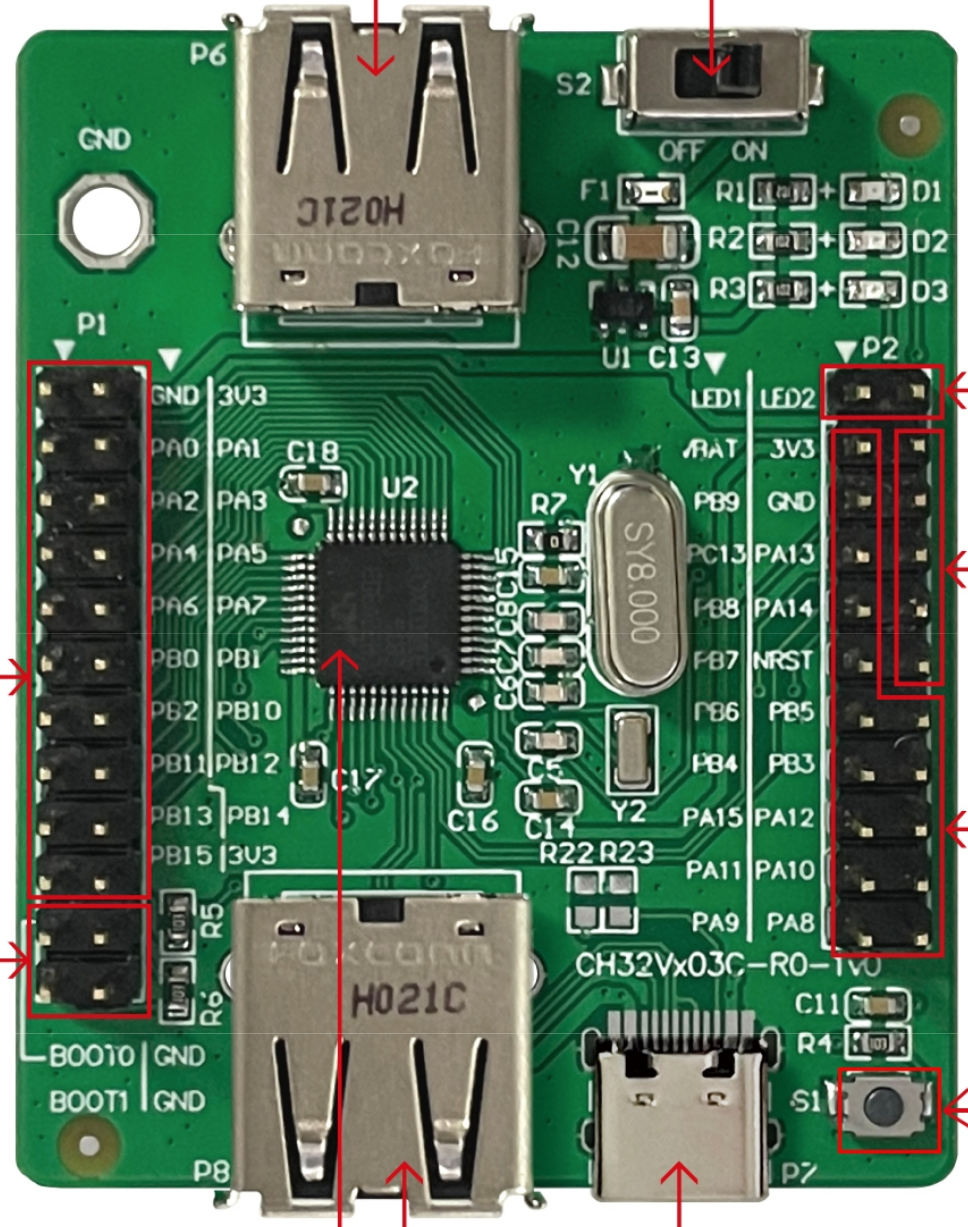 P6
S2
GND
OFF ON
H021C
FOXCONN
F1
R1 + D1
C12
R2 + D2
R3 + D3
U1 C13
P1
P2
GND 3V3
LED1 LED2
PA0 PA1
3V3
PA2 PA3
PB9 GND
PA4 PA5
PC13 PA13
PA6 PA7
PB8 PA14
PB0 PB1
PB7 NRST
PB2 PB10
PB6 PB5
PB11 PB12
PB4 PB3
PB13 PB14
PA15 PA12
PB15 3V3
PA11 PA10
PA9 PA8
C18
U2
Y1
R7
SY8.000
C15
C8
C7
C6
C5
C17
C16
C14
Y2
R22 R23
R5
R6
CH32Vx03C-R0-1V0
FOXCONN
H021C
C11
R4
BOOT0 GND
BOOT1 GND
S1
P8
P7